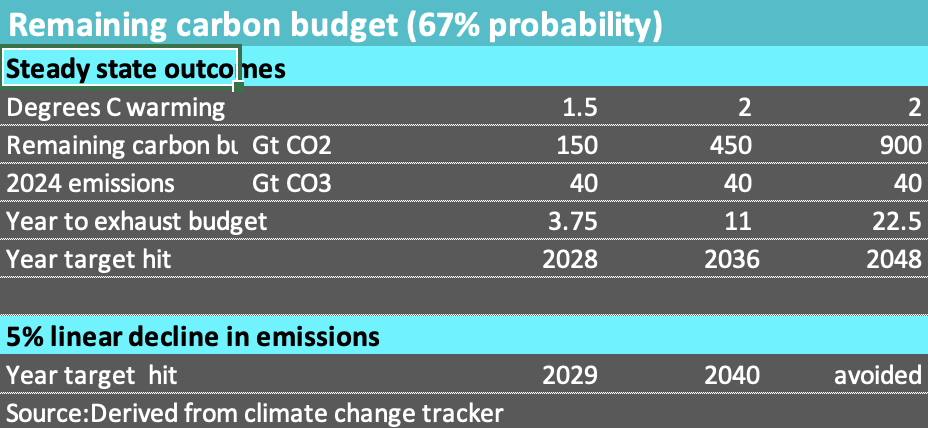 Remaining carbon budget (67% probability)
Steady state outcomes
Degrees C warming 1.5 2 2
Remaining carbon bu Gt CO2 150 450 900
2024 emissions Gt CO3 40 40 40
Year to exhaust budget 3.75 11 22.5
Year target hit 2028 2036 2048
5% linear decline in emissions
Year target hit 2029 2040 avoided
Source:Derived from climate change tracker